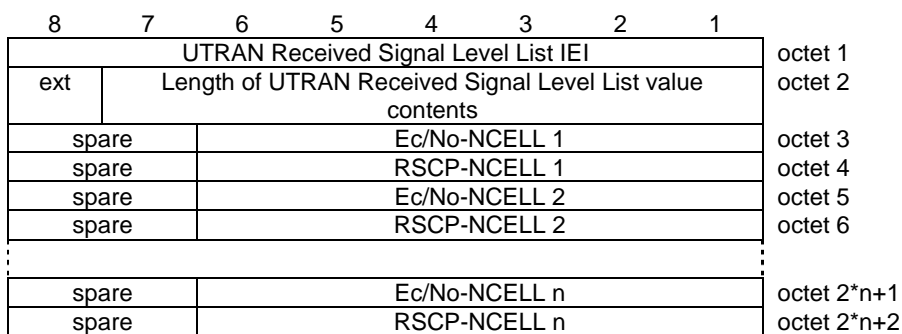 8 7 6 5 4 3 2 1
UTRAN Received Signal Level List IEI octet 1
ext Length of UTRAN Received Signal Level List value octet 2
contents
spare Ec/No-NCELL 1 octet 3
spare RSCP-NCELL 1 octet 4
spare Ec/No-NCELL 2 octet 5
spare RSCP-NCELL 2 octet 6
spare Ec/No-NCELL n octet 2*n+1
spare RSCP-NCELL n octet 2*n+2